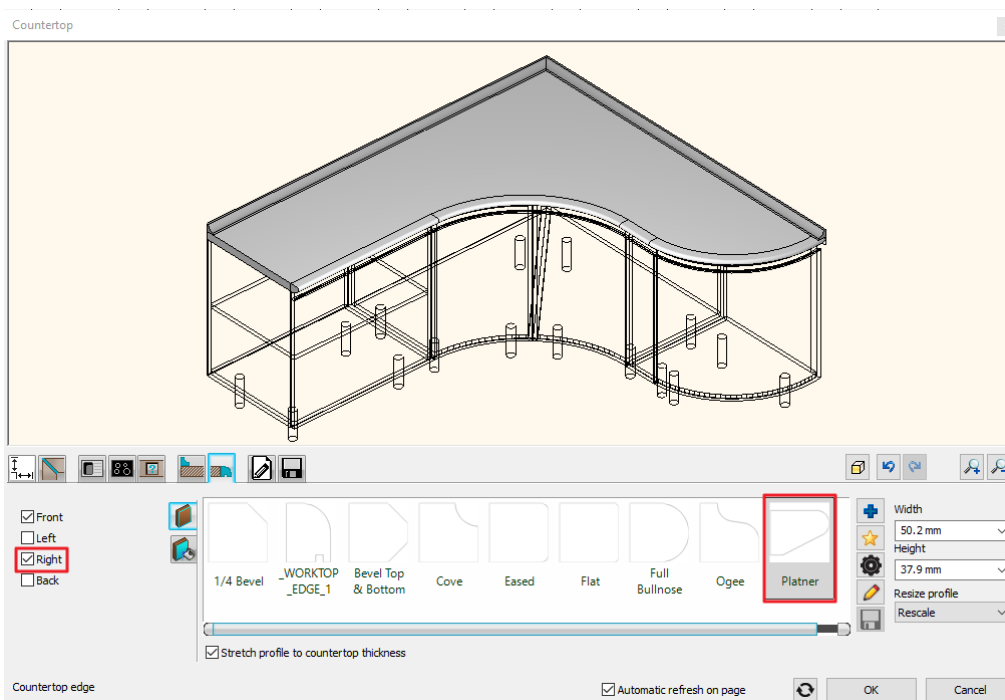 Countertop
Front
Left
Right
Back
1/4 Bevel
_WORKTOP
_EDGE_1
Bevel Top
& Bottom
Cove
Eased
Flat
Full
Bullnose
Ogee
Platner
Width
50.2 mm
Height
37.9 mm
Resize profile
Rescale
Stretch profile to countertop thickness
Countertop edge
Automatic refresh on page
OK
Cancel